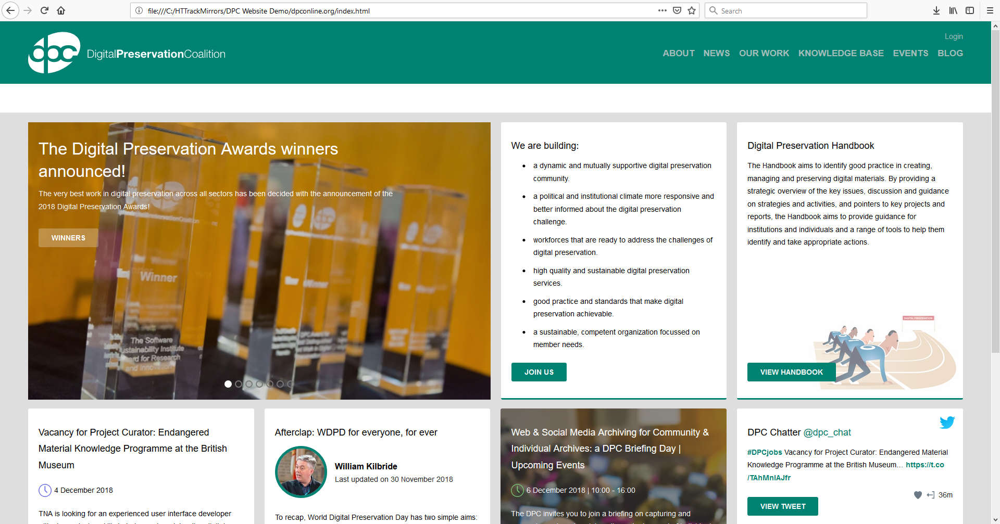 file:///C:/HTTrackMirrors/DPC Website Demo/dpconline.org/index.html
Search
Login
dpc DigitalPreservationCoalition
ABOUT NEWS OUR WORK KNOWLEDGE BASE EVENTS BLOG
The Digital Preservation Awards winners
announced!
The very best work in digital preservation across all sectors has been decided with the announcement of the
2018 Digital Preservation Awards!
WINNERS
Winner
The Software
Sustainability Institute
Award for Research
and Innovation
We are building:
a dynamic and mutually supportive digital preservation
community.
a political and institutional climate more responsive and
better informed about the digital preservation
challenge.
workforces that are ready to address the challenges of
digital preservation.
high quality and sustainable digital preservation
services.
good practice and standards that make digital
preservation achievable.
a sustainable, competent organization focussed on
member needs.
JOIN US
Digital Preservation Handbook
The Handbook aims to identify good practice in creating,
managing and preserving digital materials. By providing a
strategic overview of the key issues, discussion and guidance
on strategies and activities, and pointers to key projects and
reports, the Handbook aims to provide guidance for
institutions and individuals and a range of tools to help them
identify and take appropriate actions.
DIGITAL PRESERVATION
VIEW HANDBOOK
Vacancy for Project Curator: Endangered
Material Knowledge Programme at the British
Museum
4 December 2018
TNA is looking for an experienced user interface developer
Afterclap: WDPD for everyone, for ever
William Kilbride
Last updated on 30 November 2018
To recap, World Digital Preservation Day has two simple aims:
Web & Social Media Archiving for Community &
Individual Archives: a DPC Briefing Day |
Upcoming Events
6 December 2018 | 10:00 - 16:00
The DPC invites you to join a briefing on capturing and
DPC Chatter @dpc_chat
#DPCjobs Vacancy for Project Curator: Endangered Material
Knowledge Programme at the British Museum… https://t.co
/TAhMnIAJfr
36m
VIEW TWEET